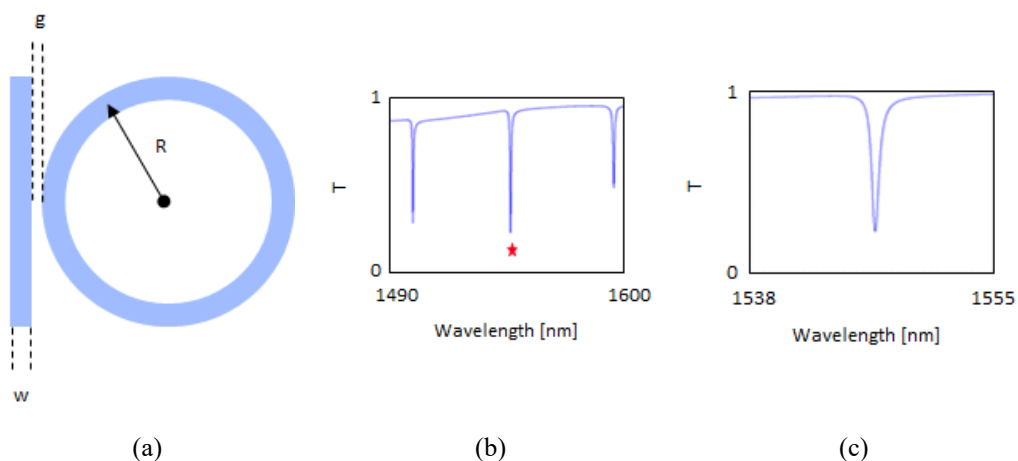 g
R
w
(a)
1
T
0
1490
1600
Wavelength [nm]
(b)
1
T
0
1538
1555
Wavelength [nm]
(c)